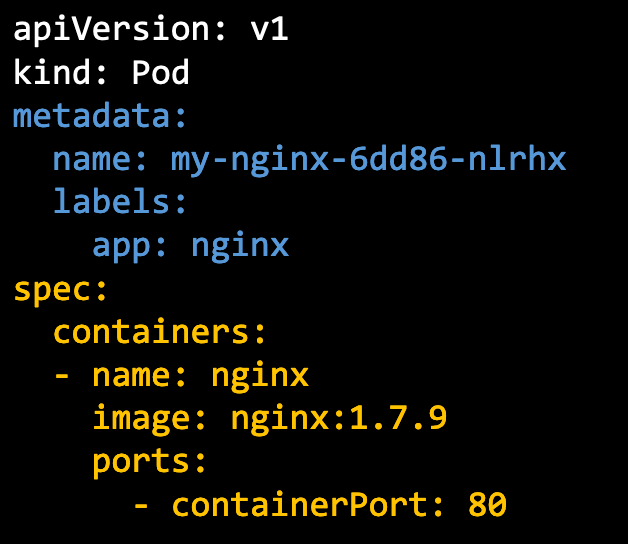 apiVersion: v1
kind: Pod
metadata:
  name: my-nginx-6dd86-nlrhx
  labels:
    app: nginx
spec:
  containers:
  - name: nginx
    image: nginx:1.7.9
    ports:
      - containerPort: 80